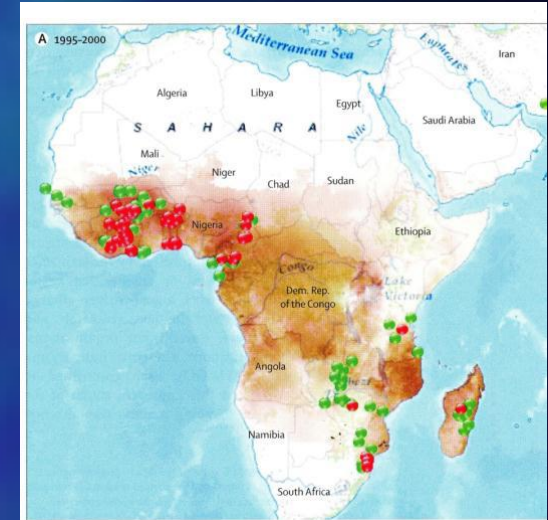 A 1995-2000
Mediterranean Sea
Euphrates
Iran
Algeria
Libya
Egypt
Saudi Arabia
S A H A R A
Nile
Mali
Niger
Niger
Chad
Sudan
Nigeria
Ethiopia
Congo
Lake
Victoria
Dem. Rep.
of the Congo
Angola
Namibia
South Africa